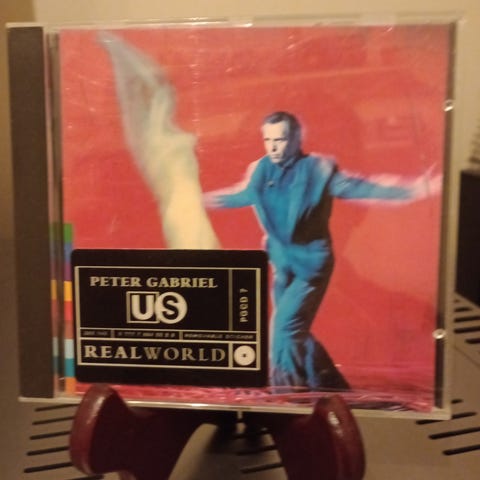 PETER GABRIEL
US
PGCD 7
REMOVABLE STICKER
REALWORLD